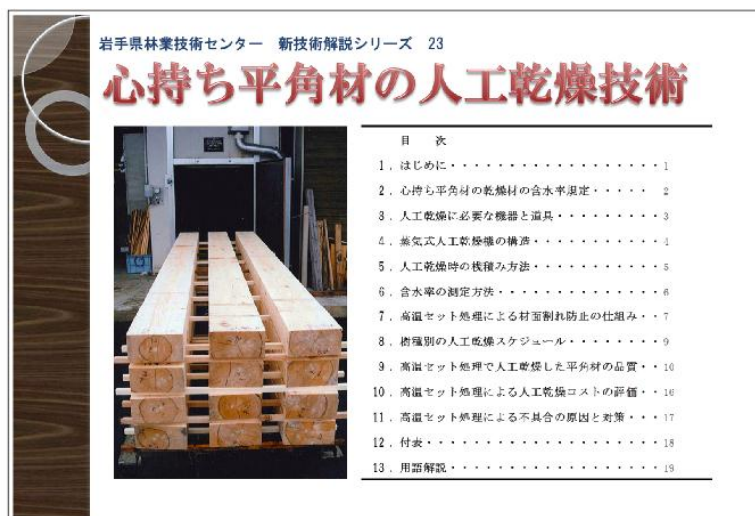 岩手県林業技術センター　新技術解説シリーズ　23
心持ち平角材の人工乾燥技術
目　次
1．はじめに・・・・・・・・・・・・・・・・・・・1
2．心持ち平角材の乾燥材の含水率規定・・・・・　2
3．人工乾燥に必要な機器と道具・・・・・・・・・3
4．蒸気式人工乾燥機の構造・・・・・・・・・・・4
5．人工乾燥時の桟積み方法・・・・・・・・・・・5
6．含水率の測定方法・・・・・・・・・・・・・・6
7．高温セット処理による材面割れ防止の仕組み・・7
8．樹種別の人工乾燥スケジュール・・・・・・・・9
9．高温セット処理で人工乾燥した平角材の品質・・10
10．高温セット処理による人工乾燥コストの評価・・16
11．高温セット処理による不具合の原因と対策・・・17
12．付表・・・・・・・・・・・・・・・・・・・・18
13．用語解説・・・・・・・・・・・・・・・・・・19